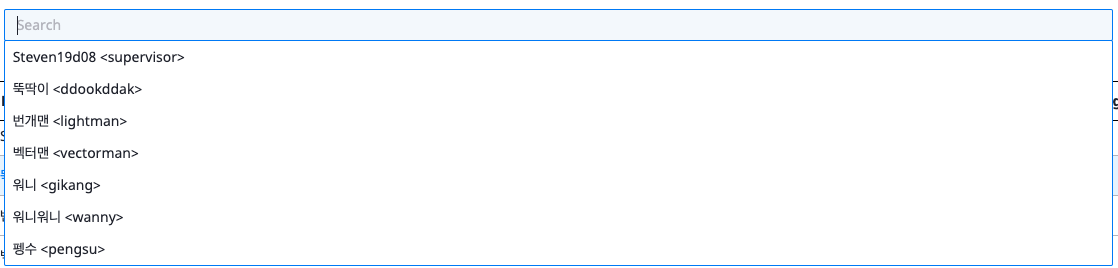 Search
Steven19d08 <supervisor>
뚝딱이 <ddookddak>
번개맨 <lightman>
벡터맨 <vectorman>
워니 <gikang>
워니워니 <wanny>
펭수 <pengsu>